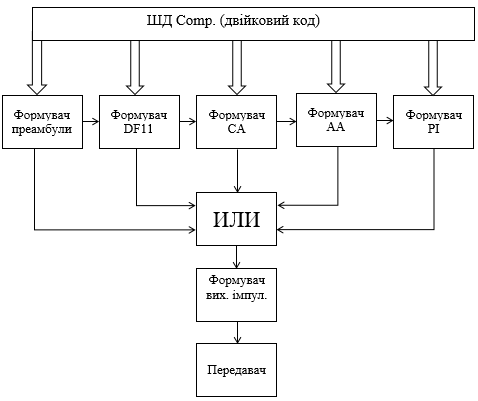 ШД Comp. (двійковий код)
Формувач
преамбули
Формувач
DF11
Формувач
CA
Формувач
AA
Формувач
PI
ИЛИ
Формувач
вих. імпул.
Передавач